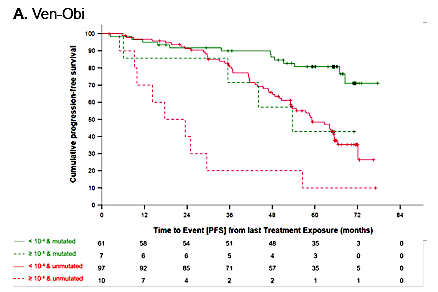 A. Ven-Obi
Cumulative progression-free survival
100
90
80
70
60
50
40
30
20
10
0
0 12 24 36 48 60 72 84
Time to Event [PFS] from last Treatment Exposure (months)
< 10⁻⁴ & mutated 61 58 54 51 48 35 3 0
≥ 10⁻⁴ & mutated 7 6 6 5 4 3 0 0
< 10⁻⁴ & unmutated 97 92 85 71 57 35 5 0
≥ 10⁻⁴ & unmutated 10 7 4 2 2 1 1 0